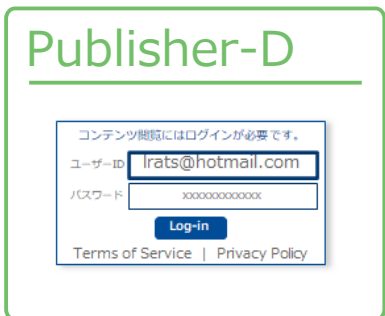 Publisher-D
コンテンツ閲覧にはログインが必要です。
ユーザーID lrats@hotmail.com
パスワード xxxxxxxxxxxx
Log-in
Terms of Service | Privacy Policy